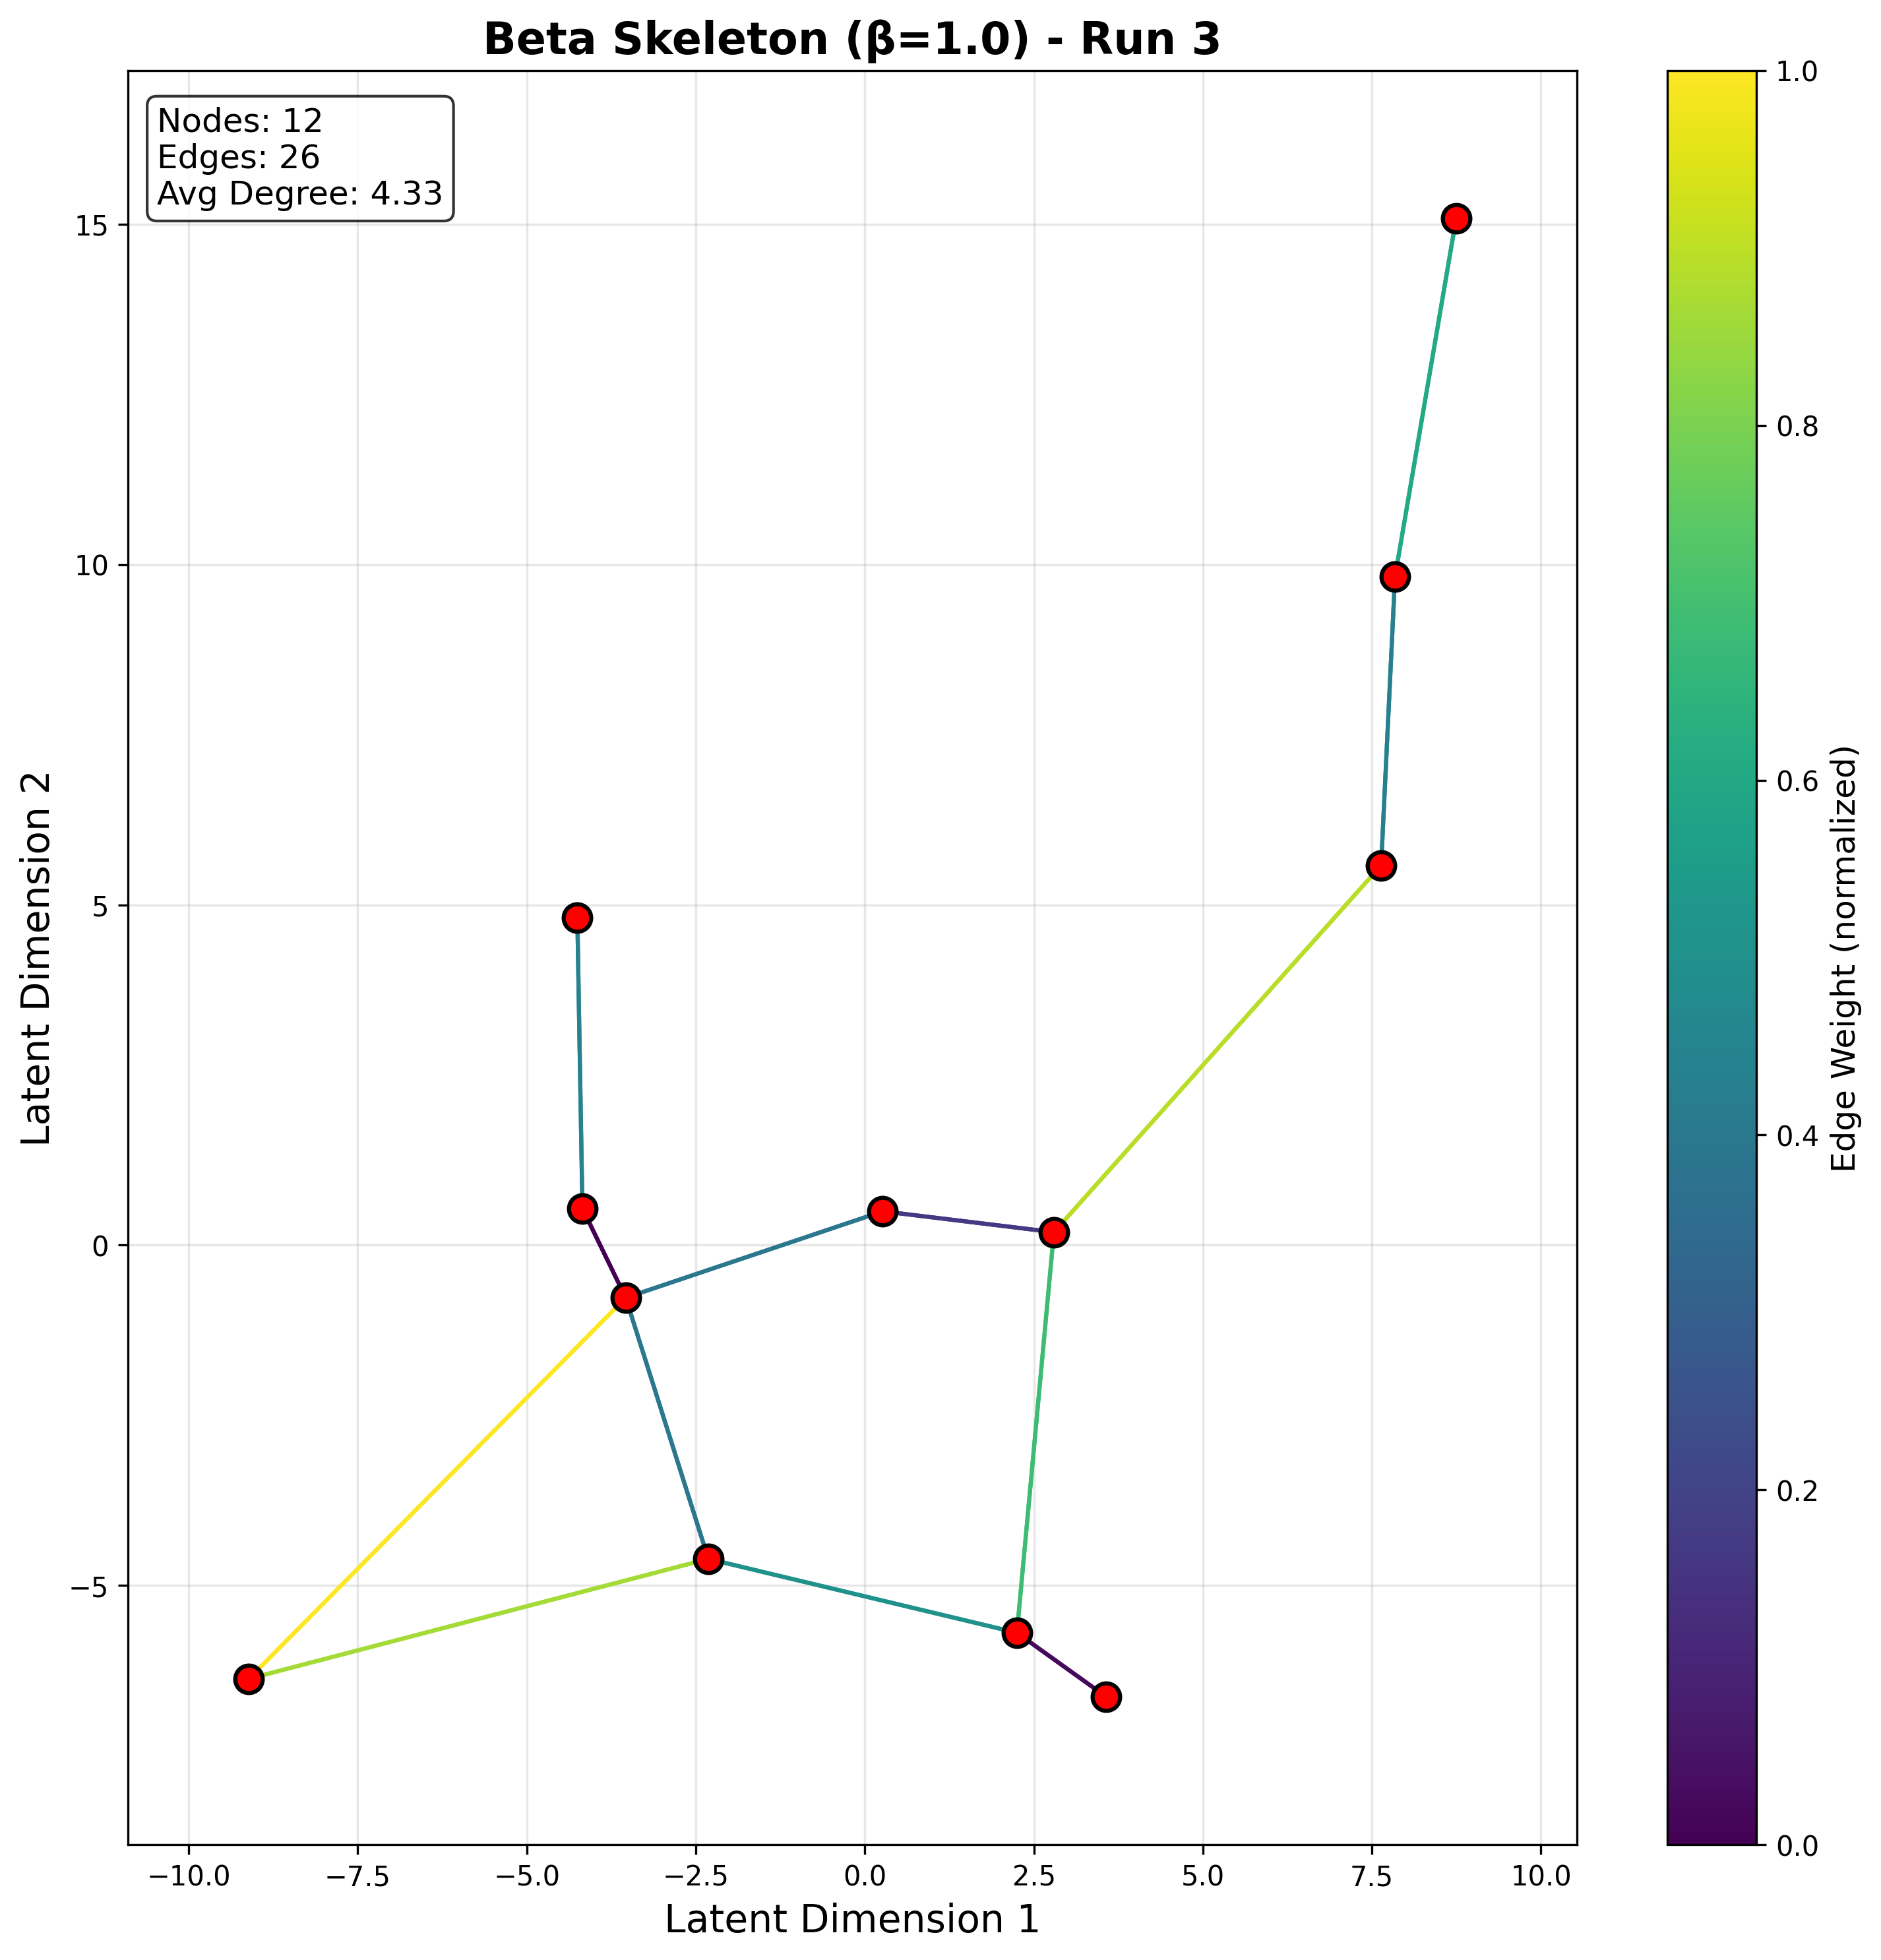 Beta Skeleton (β=1.0) - Run 3
Nodes: 12
Edges: 26
Avg Degree: 4.33
15
10
5
0
−5
Latent Dimension 2
−10.0
−7.5
−5.0
−2.5
0.0
2.5
5.0
7.5
10.0
Latent Dimension 1
1.0
0.8
0.6
0.4
0.2
0.0
Edge Weight (normalized)